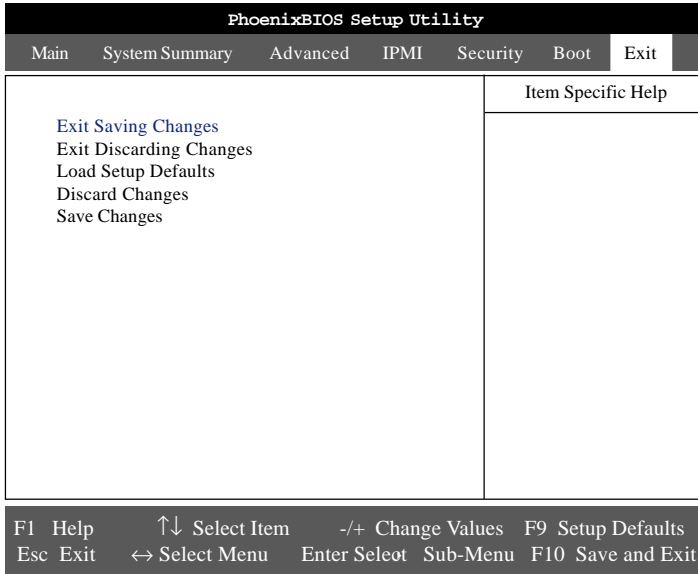 PhoenixBIOS Setup Utility
Main System Summary Advanced IPMI Security Boot Exit
Item Specific Help
Exit Saving Changes
Exit Discarding Changes
Load Setup Defaults
Discard Changes
Save Changes
F1 Help ↑↓ Select Item -/+ Change Values F9 Setup Defaults
Esc Exit ↔ Select Menu Enter Select Sub-Menu F10 Save and Exit